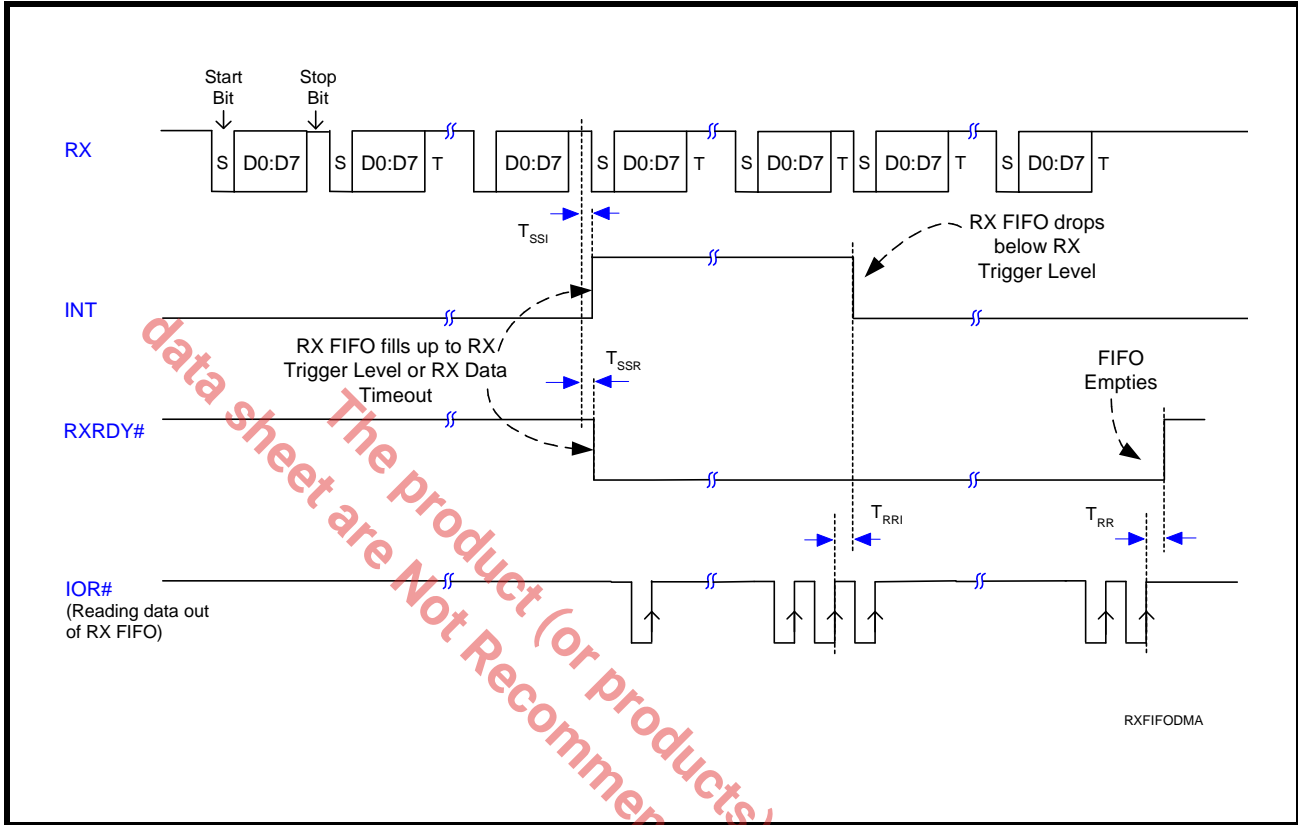 Start
Bit
Stop
Bit
RX
S D0:D7 S D0:D7 T D0:D7 S D0:D7 T S D0:D7 T S D0:D7 T S D0:D7 T
TSSI
RX FIFO drops
below RX
Trigger Level
INT
RX FIFO fills up to RX
Trigger Level or RX Data
Timeout
TSSR
FIFO
Empties
RXRDY#
TRRI
TRR
IOR#
(Reading data out
of RX FIFO)
RXFIFODMA
The product (or products)
data sheet are Not Recommen